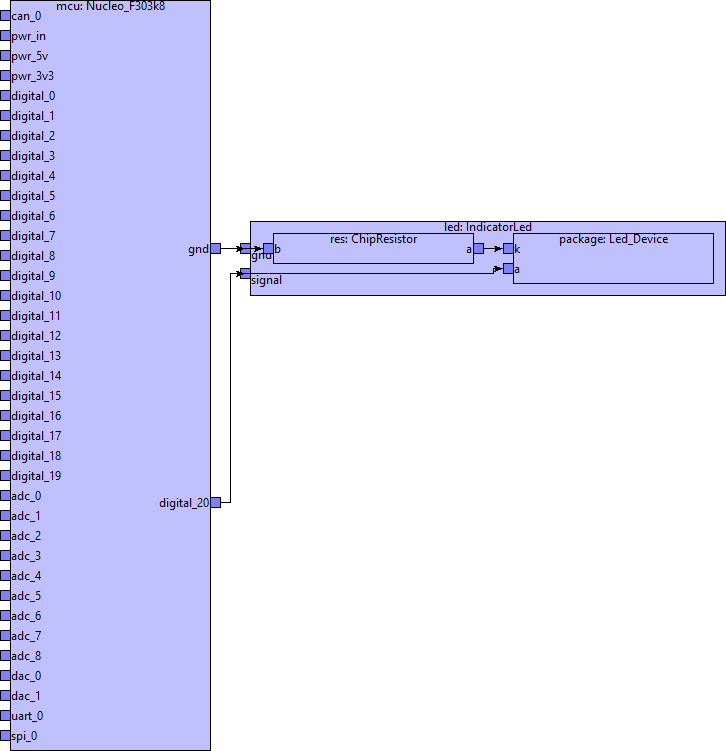 mcu: Nucleo_F303k8
can_0
pwr_in
pwr_5v
pwr_3v3
digital_0
digital_1
digital_2
digital_3
digital_4
digital_5
digital_6
digital_7
digital_8
digital_9
digital_10
digital_11
digital_12
digital_13
digital_14
digital_15
digital_16
digital_17
digital_18
digital_19
adc_0
adc_1
adc_2
adc_3
adc_4
adc_5
adc_6
adc_7
adc_8
dac_0
dac_1
uart_0
spi_0
gnd
digital_20
led: IndicatorLed
gnd
signal
res: ChipResistor
b
a
package: Led_Device
k
a